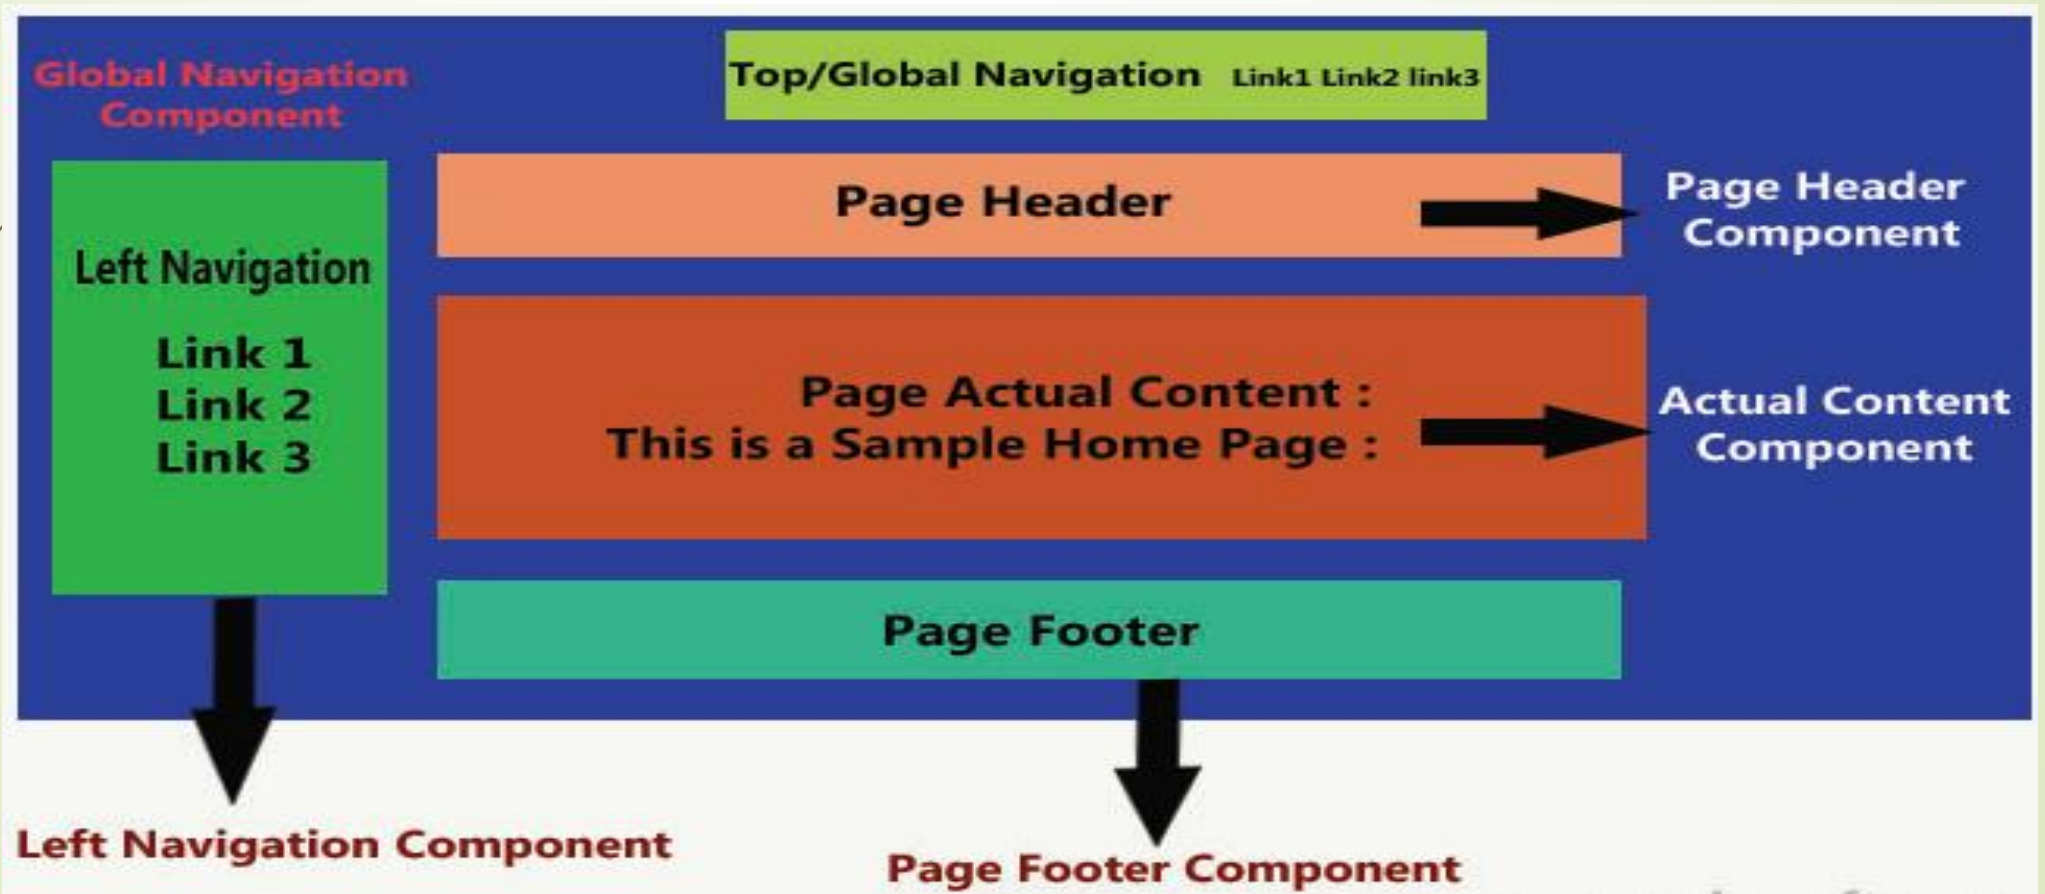 Global Navigation
Component
Top/Global Navigation Link1 Link2 link3
Page Header
Page Header
Component
Left Navigation
Link 1
Link 2
Link 3
Page Actual Content :
This is a Sample Home Page :
Actual Content
Component
Page Footer
Left Navigation Component
Page Footer Component